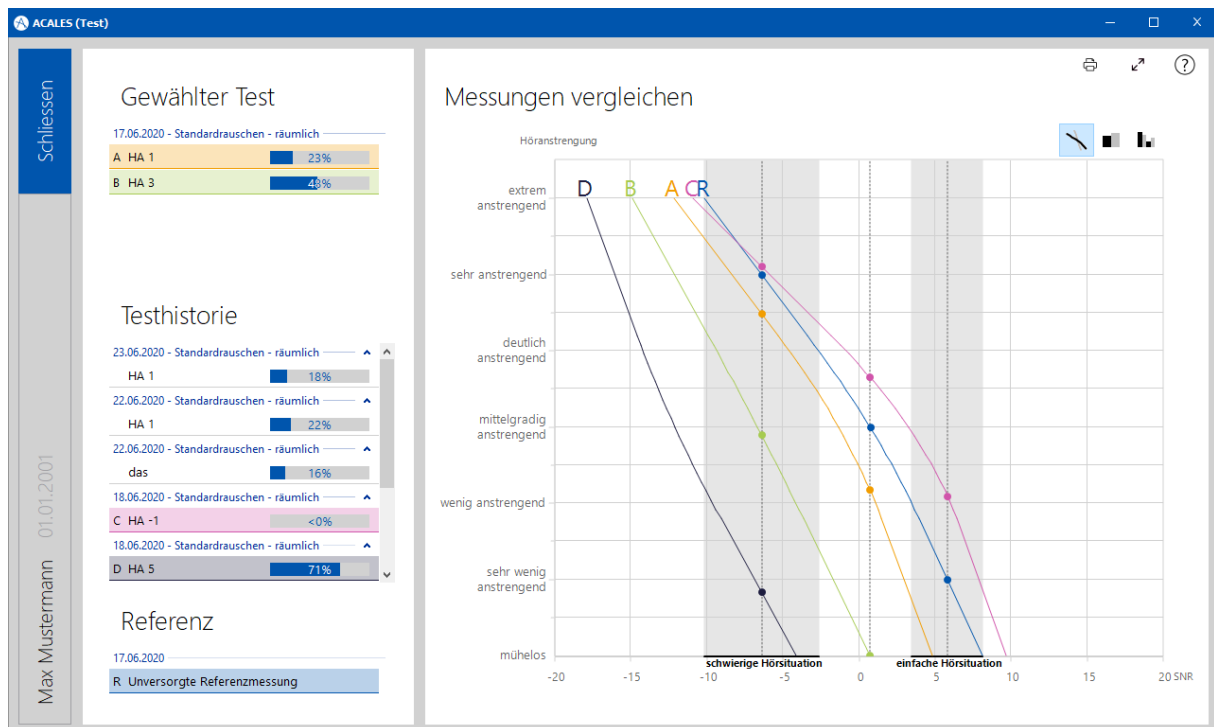 ACALES (Test)
Schliessen
Max Mustermann 01.01.2001
Gewählter Test
17.06.2020 - Standardrauschen - räumlich
A HA 1 23%
B HA 3 43%
Testhistorie
23.06.2020 - Standardrauschen - räumlich
HA 1 18%
22.06.2020 - Standardrauschen - räumlich
HA 1 22%
22.06.2020 - Standardrauschen - räumlich
das 16%
18.06.2020 - Standardrauschen - räumlich
C HA -1 <0%
18.06.2020 - Standardrauschen - räumlich
D HA 5 71%
Referenz
17.06.2020
R Unversorgte Referenzmessung
?
Messungen vergleichen
Höranstrengung
D B A C R
extrem
anstrengend
sehr anstrengend
deutlich
anstrengend
mittelgradig
anstrengend
wenig anstrengend
sehr wenig
anstrengend
mühelos
schwierige Hörsituation einfache Hörsituation
-20 -15 -10 -5 0 5 10 15 20 SNR